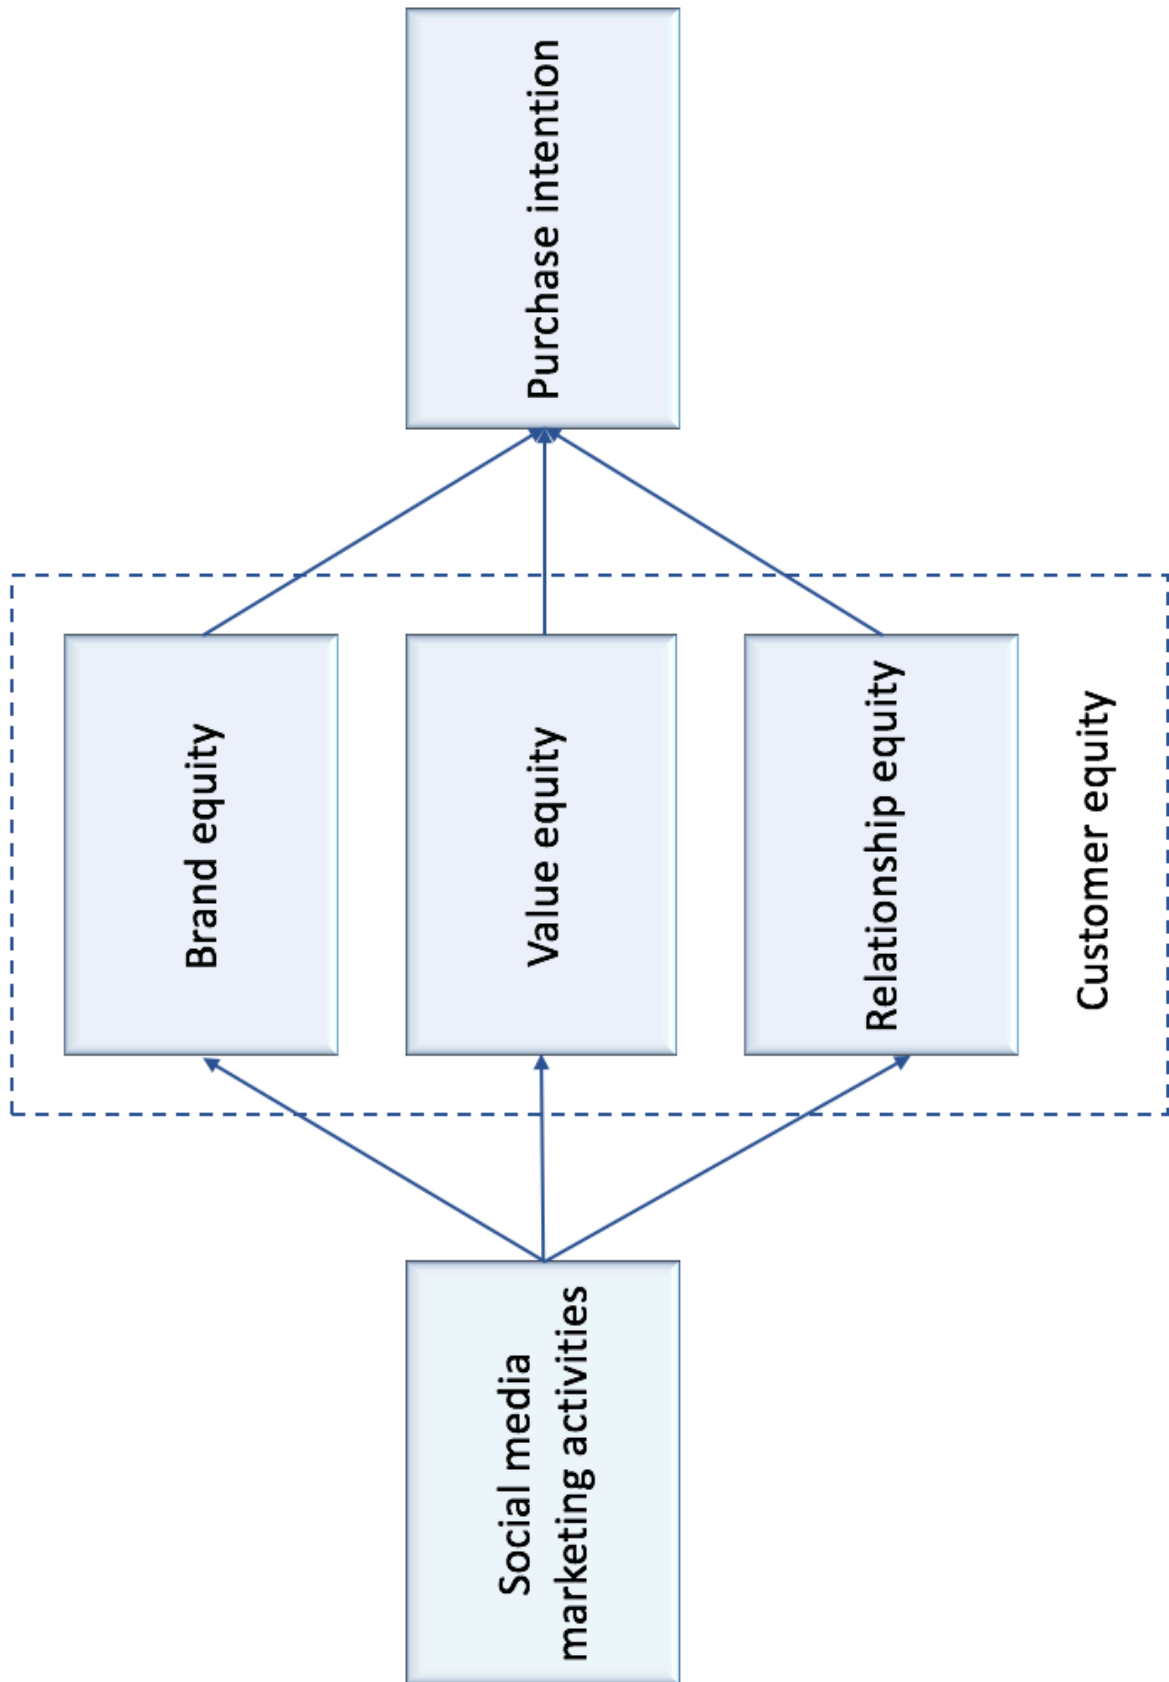 Social media
marketing activities
Brand equity
Value equity
Relationship equity
Customer equity
Purchase intention